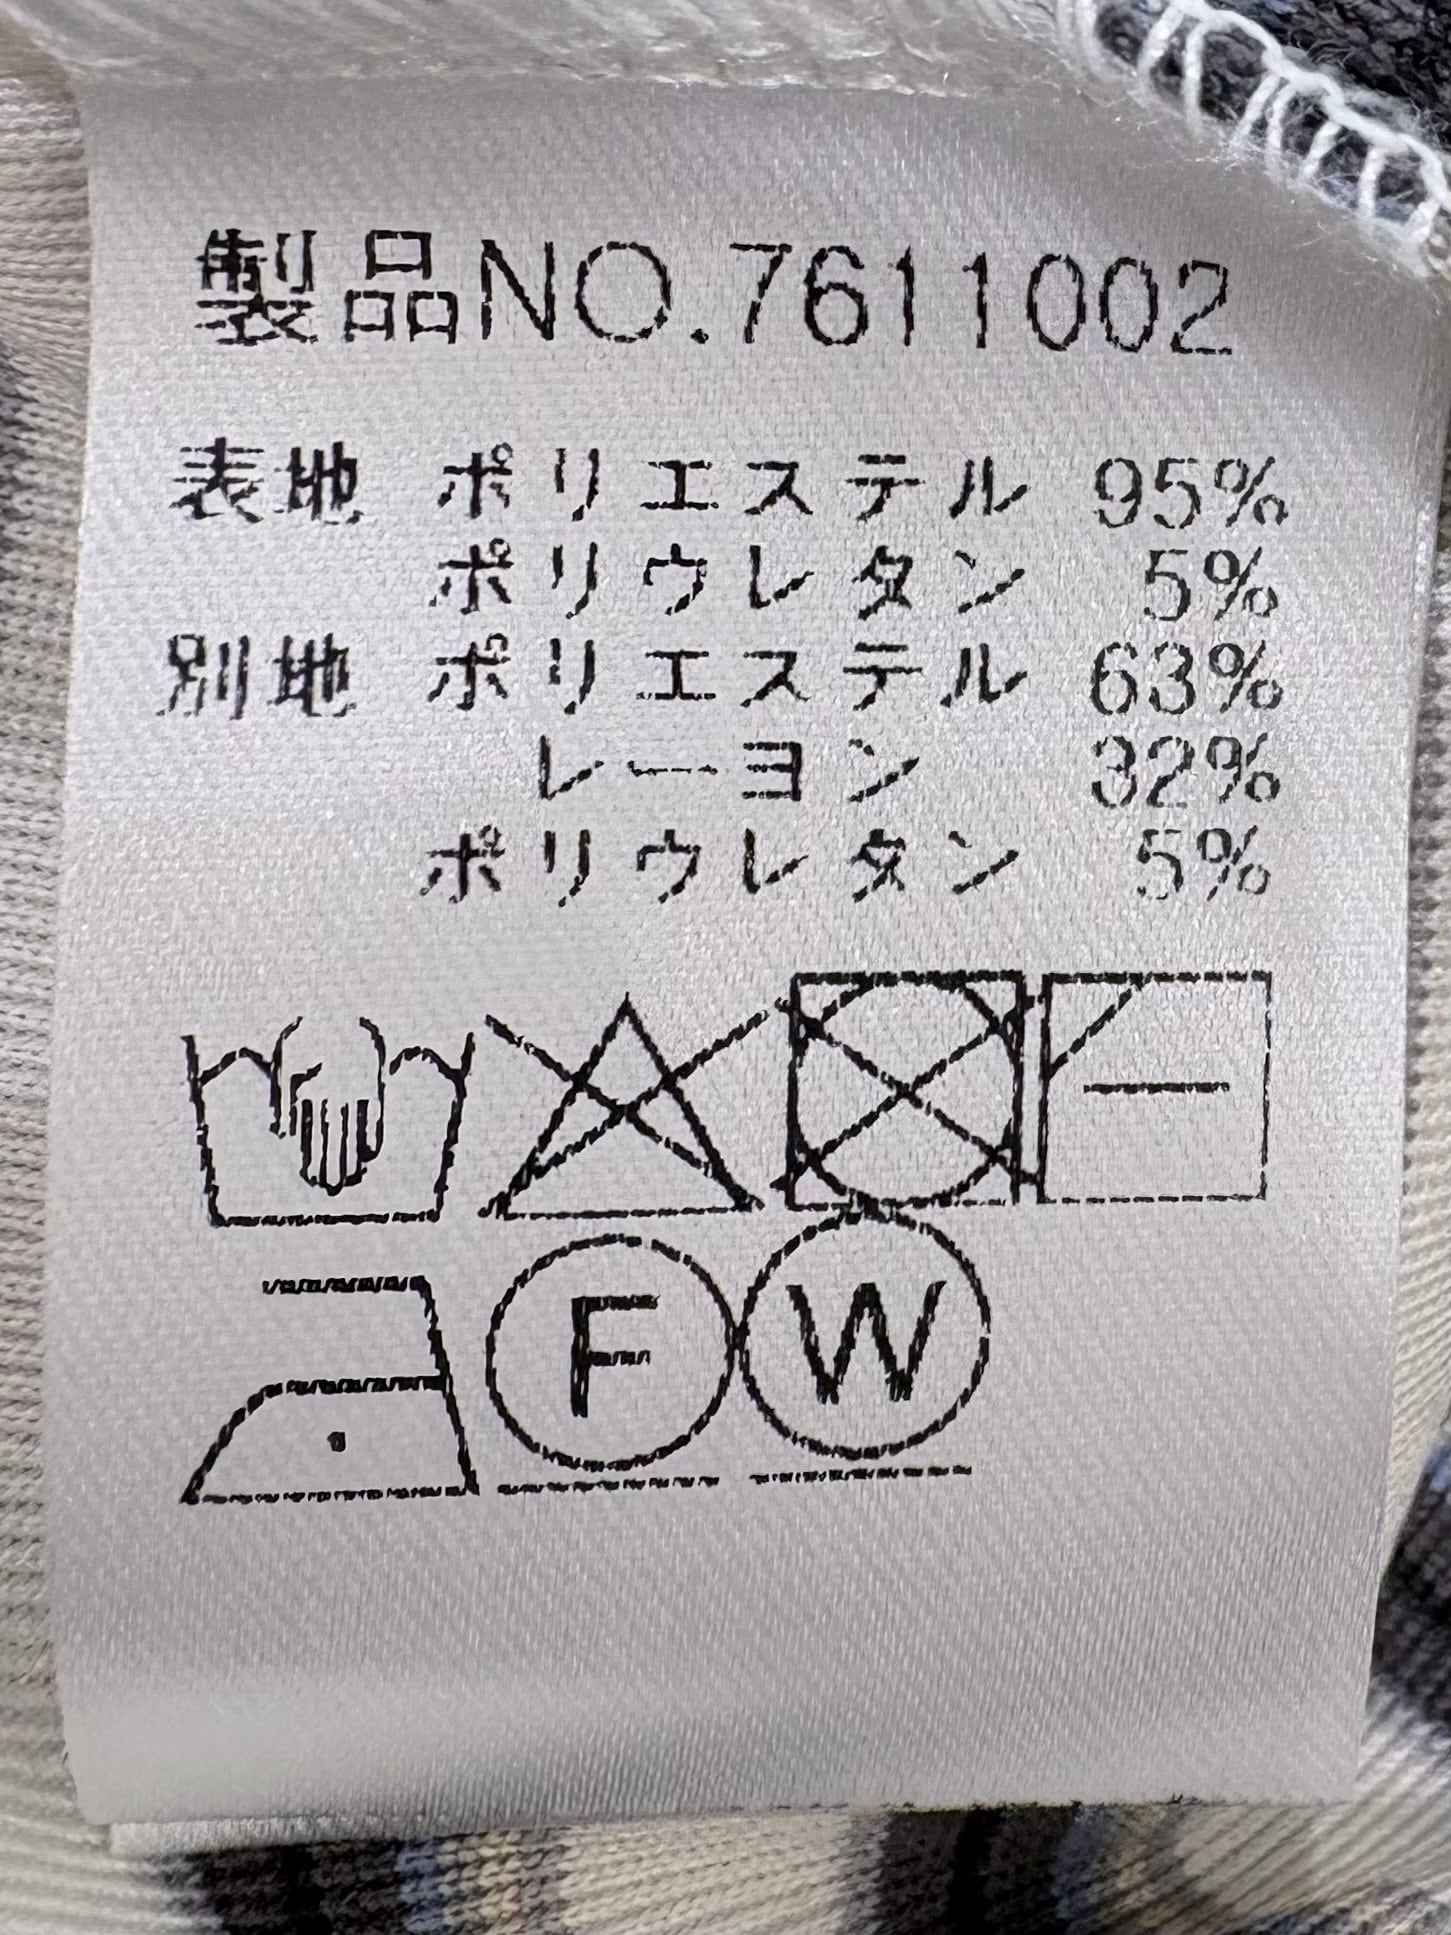 製品NO.7611002
表地 ポリエステル 95%
ポリウレタン 5%
別地 ポリエステル 63%
レーヨン 32%
ポリウレタン 5%
F W